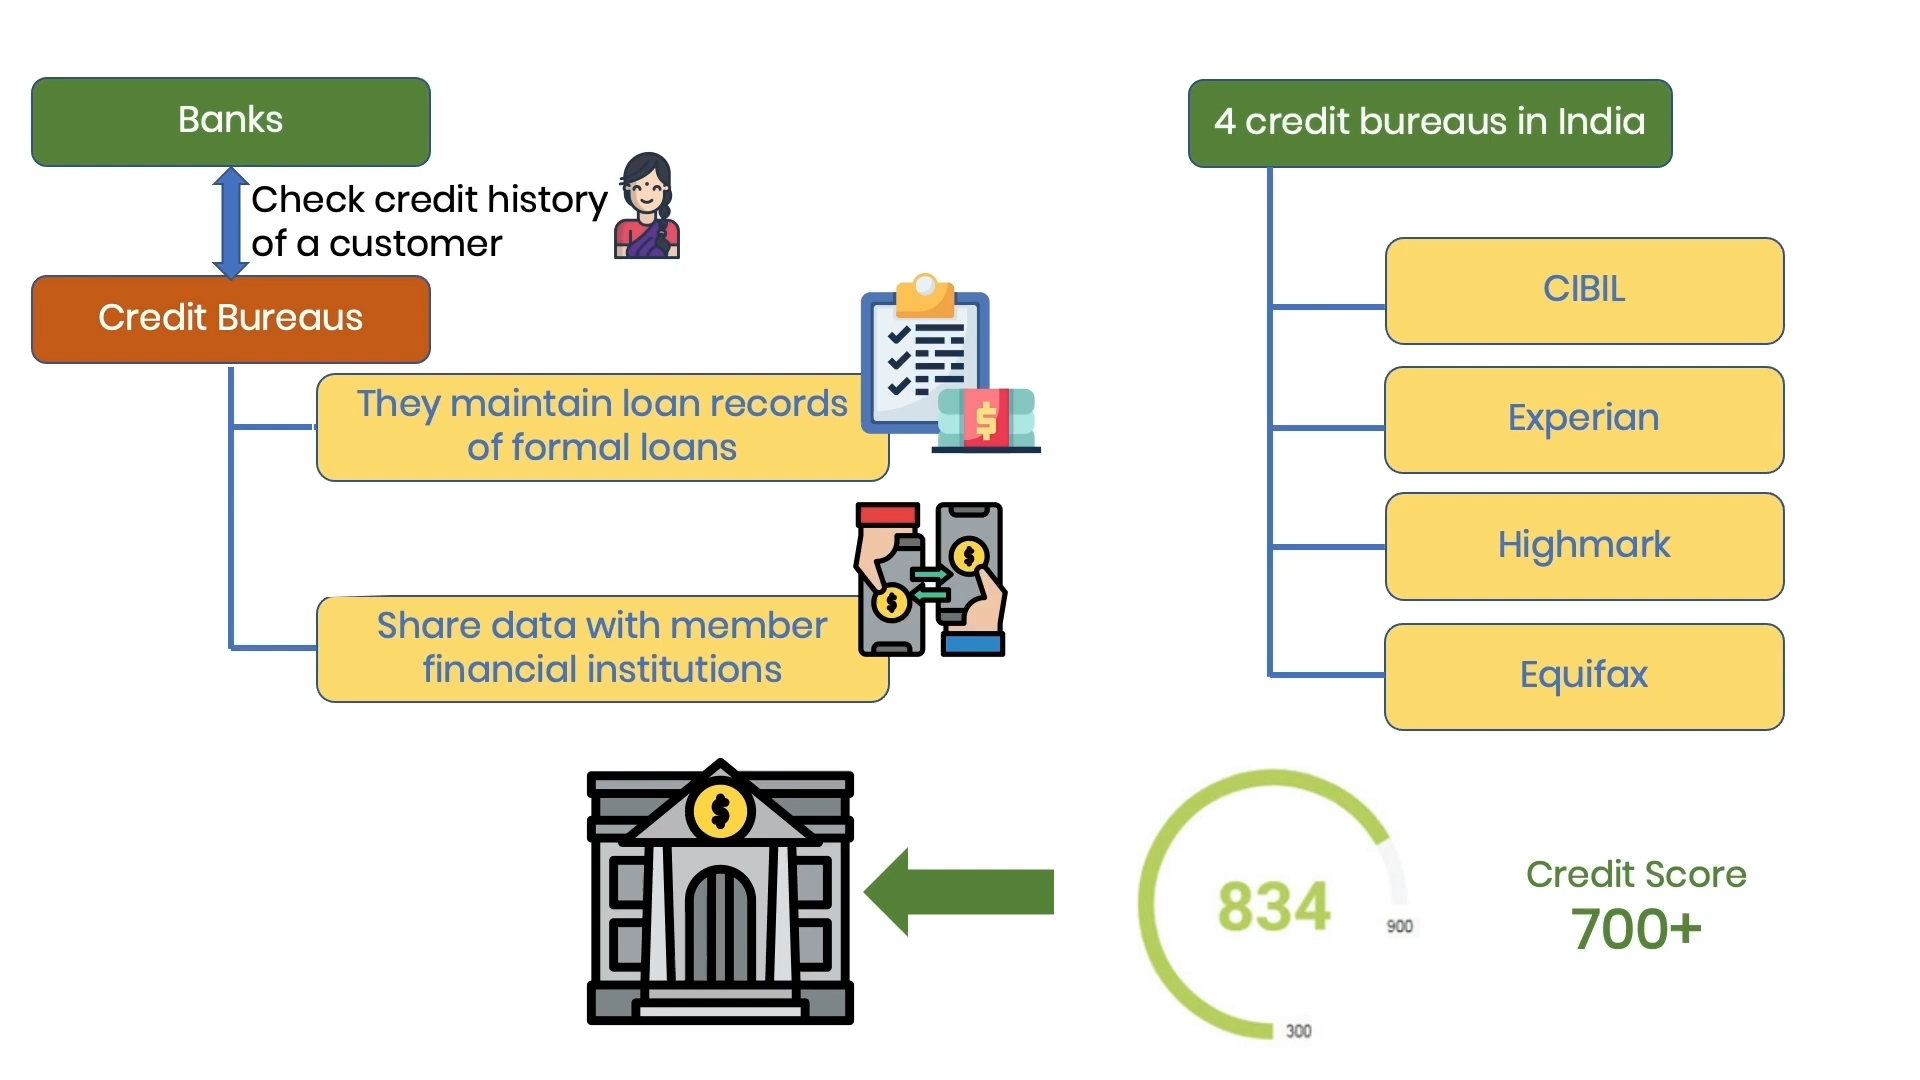 Banks
Check credit history
of a customer
Credit Bureaus
They maintain loan records
of formal loans
Share data with member
financial institutions
4 credit bureaus in India
CIBIL
Experian
Highmark
Equifax
$
$
$
$
834
900
300
Credit Score
700+